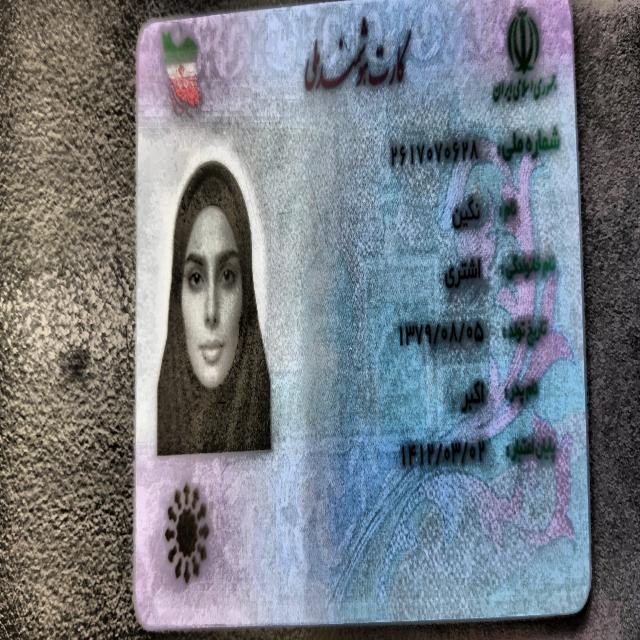 جمهوری اسلامی ایران
کارت هوشمند ملی
شماره ملی: ۲۶۱۷۰۷۰۶۲۸
نام: نگین
نام خانوادگی: اشتری
تاریخ تولد: ۱۳۷۹/۰۸/۰۵
نام پدر: اکبر
پایان اعتبار: ۱۴۱۲/۰۳/۰۲